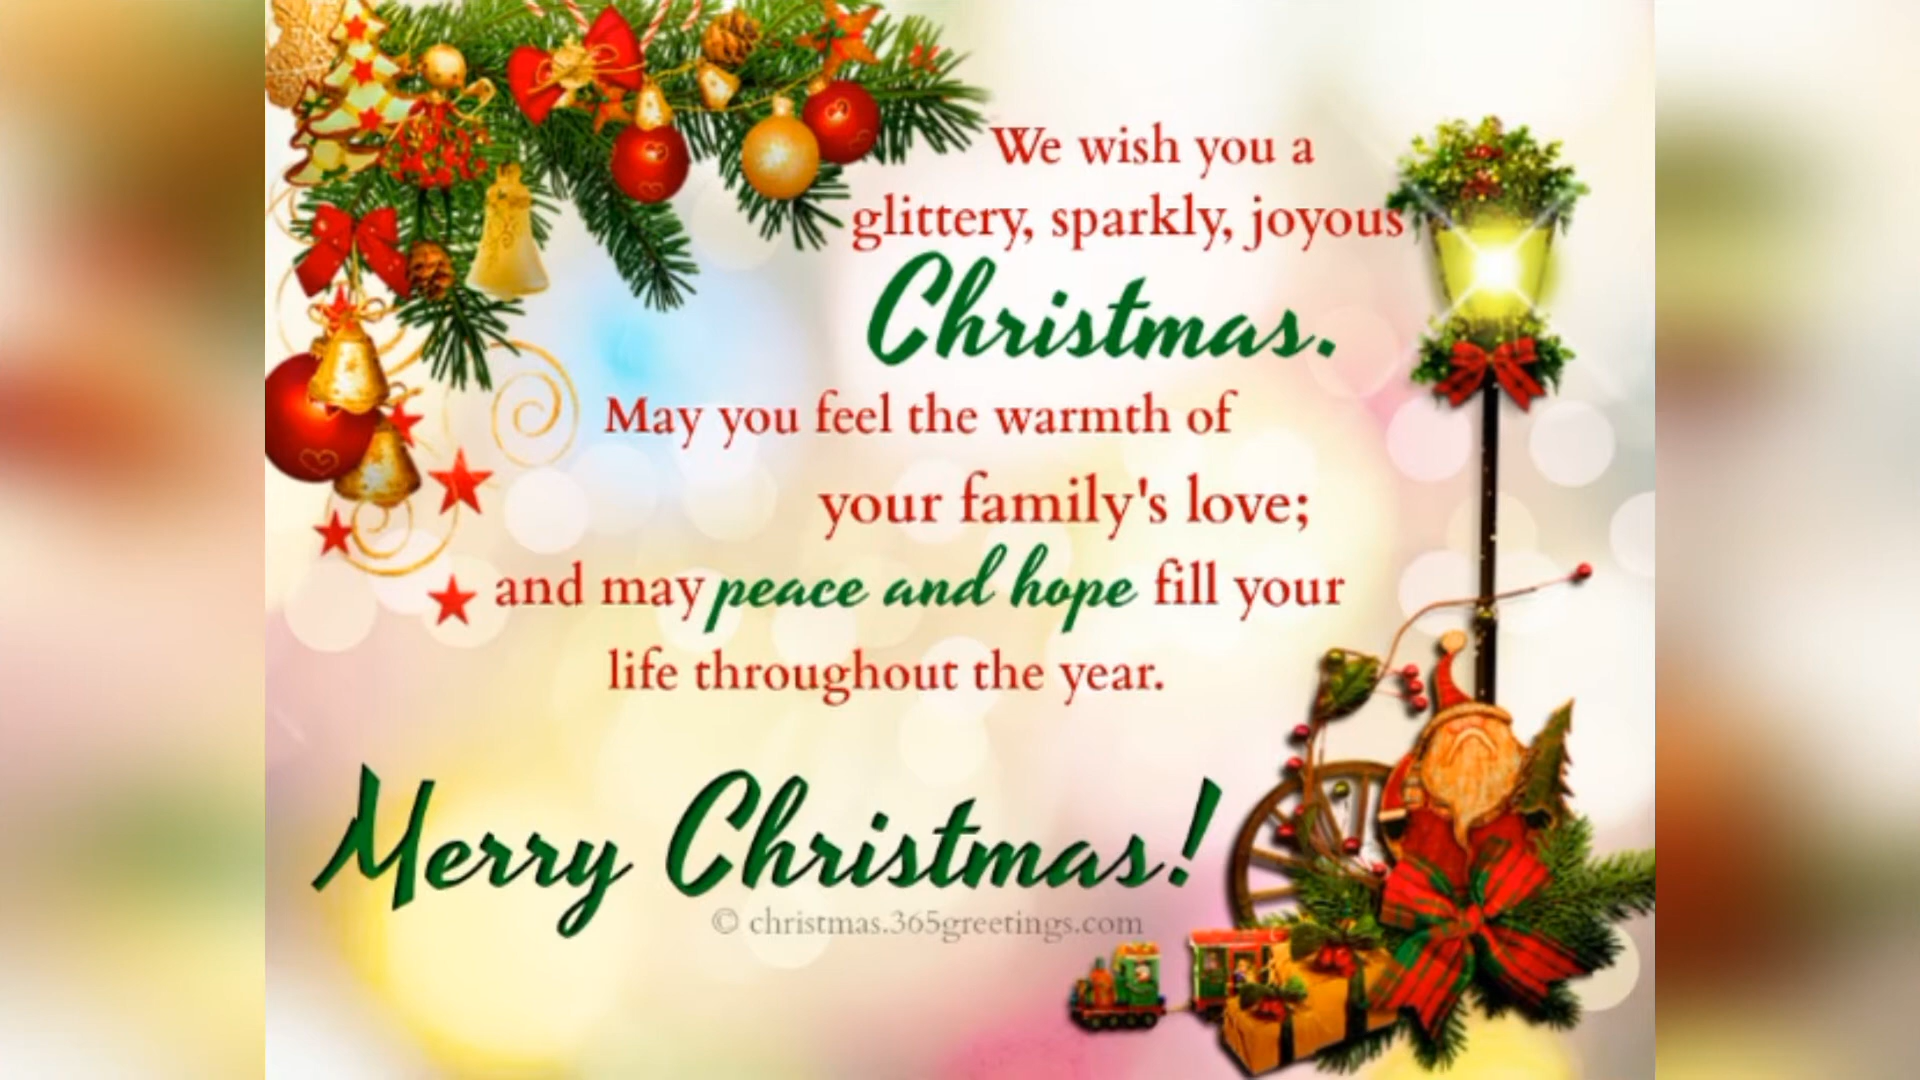 We wish you a
glittery, sparkly, joyous
Christmas.
May you feel the warmth of
your family's love;
and may peace and hope fill your
life throughout the year.
Merry Christmas!
© christmas.365greetings.com